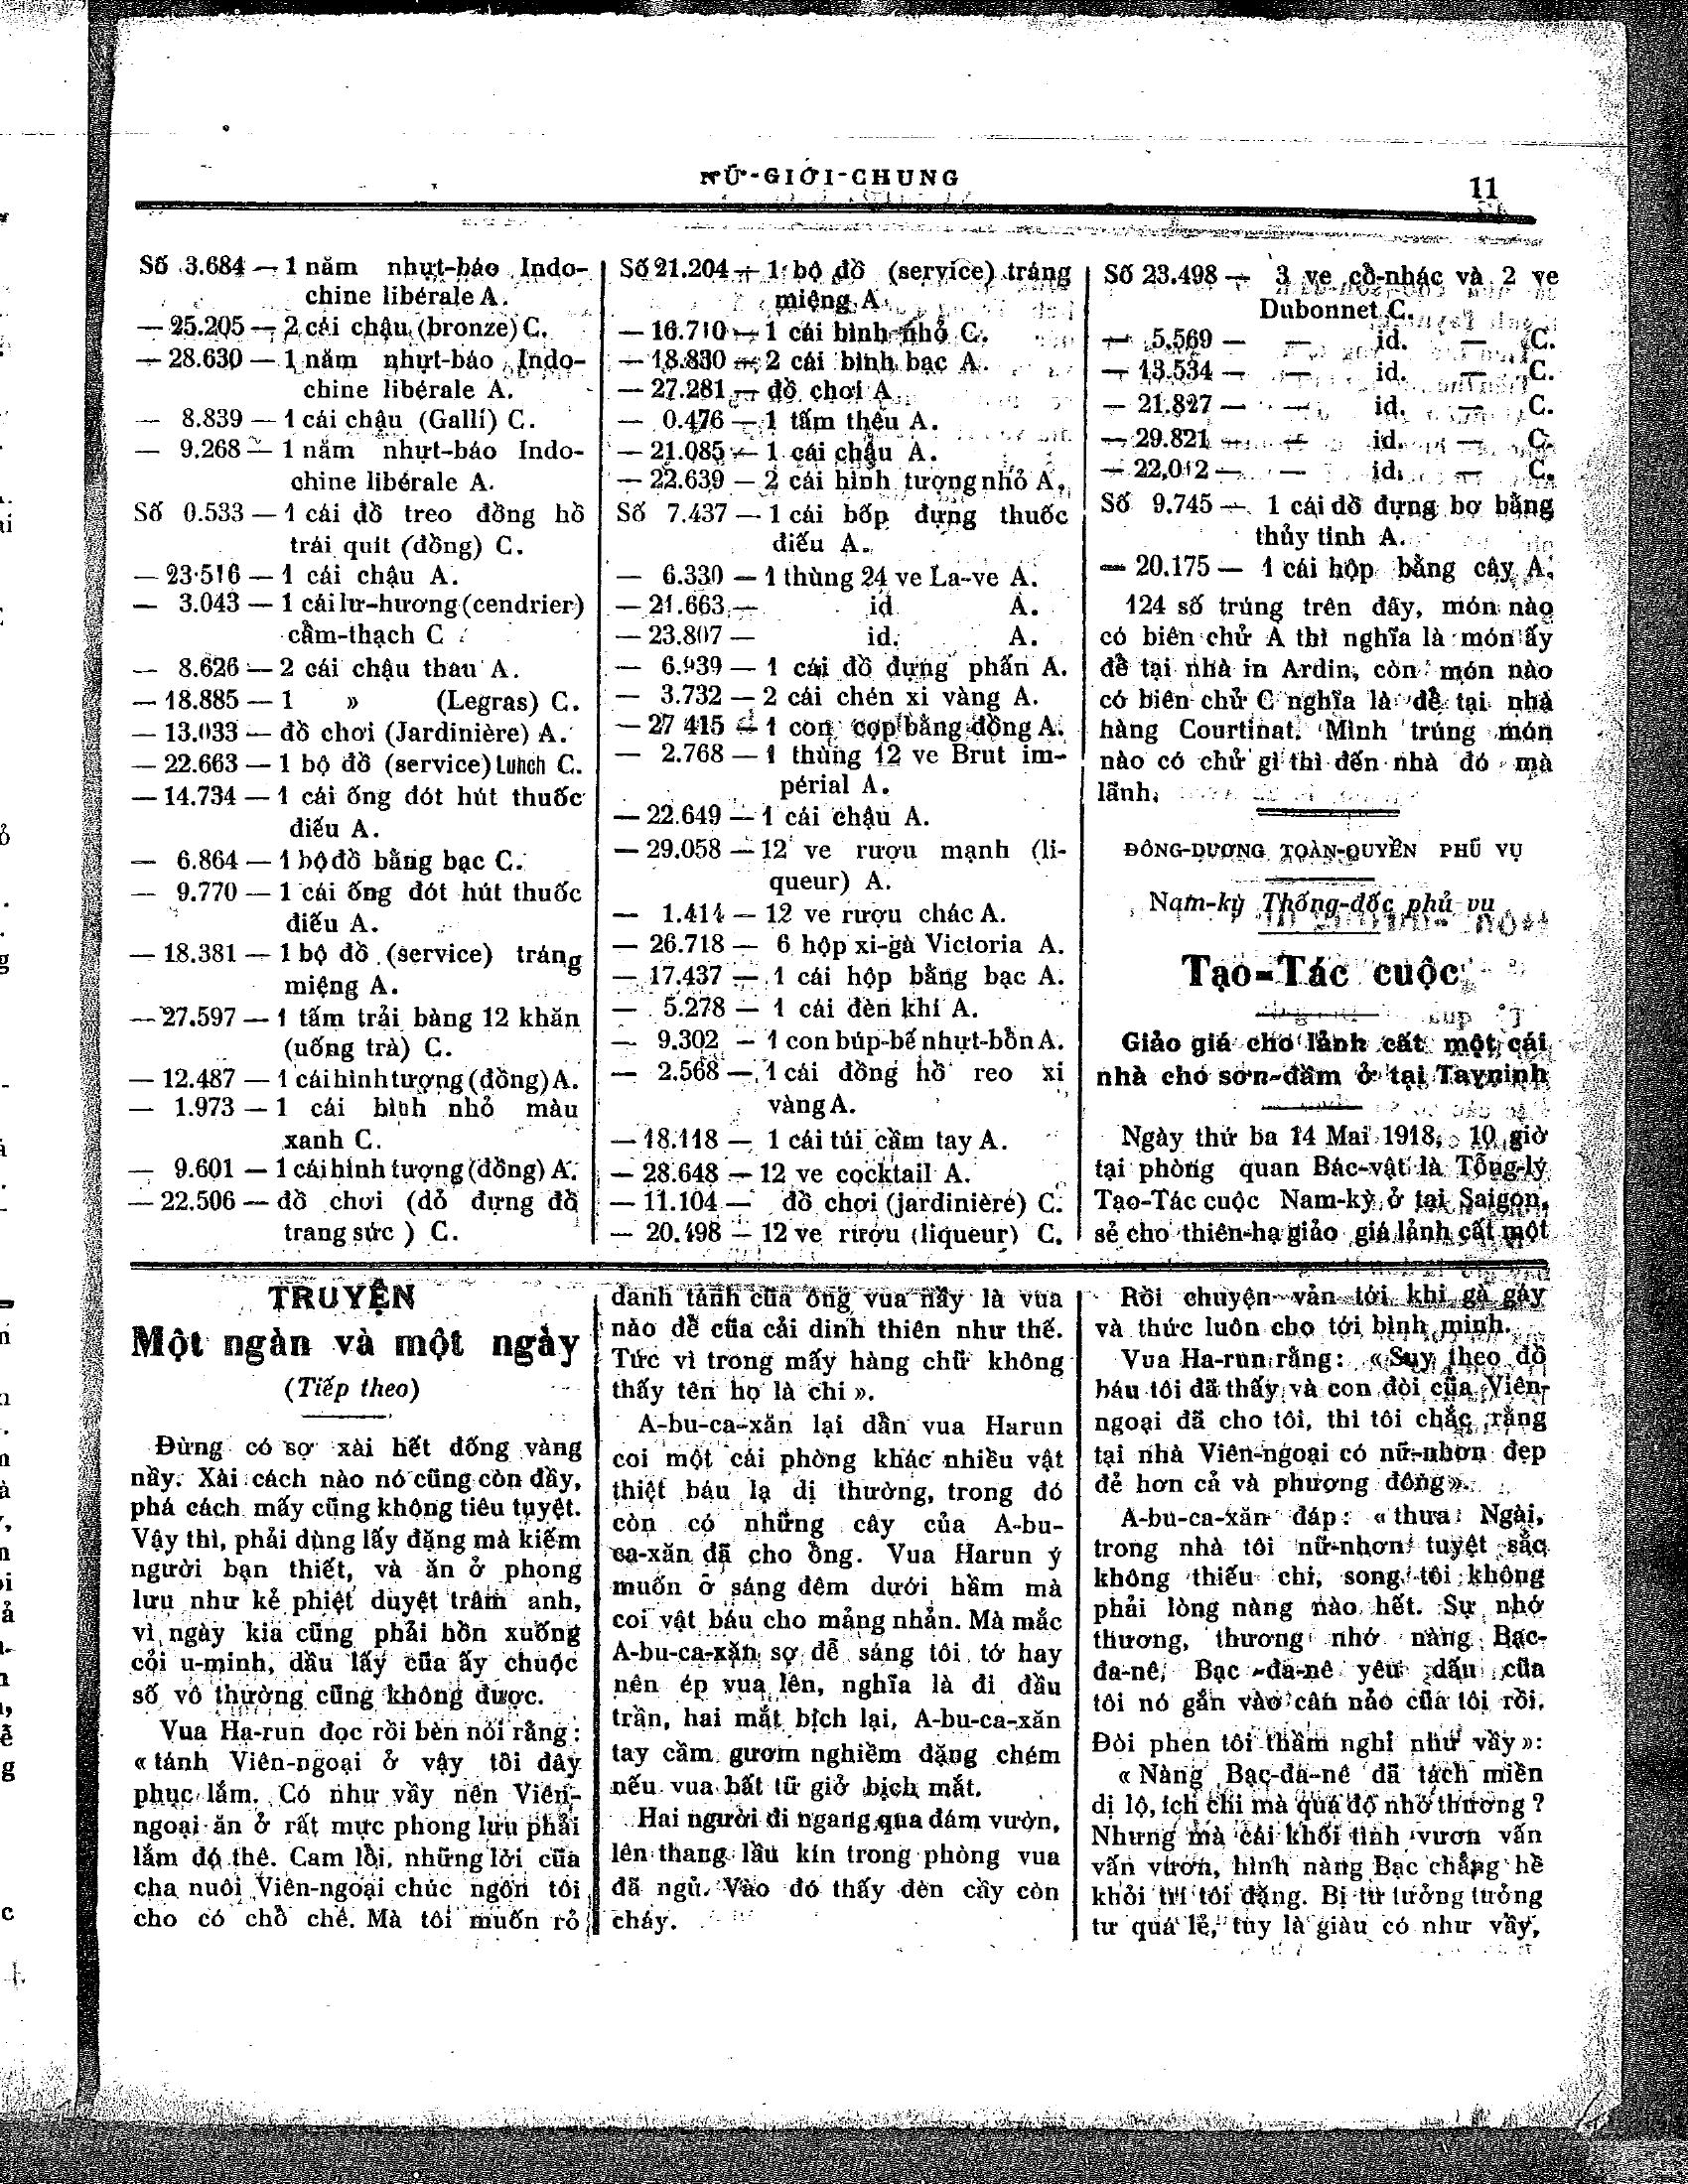 NỮ-GIỚI-CHUNG
11
Số 3.684 — 1 năm nhựt-báo Indo-
chine libérale A.
— 25.205 — 2 cái chậu (bronze) C.
— 28.630 — 1 năm nhựt-báo Indo-
chine libérale A.
— 8.839 — 1 cái chậu (Gallí) C.
— 9.268 — 1 năm nhựt-báo Indo-
chine libérale A.
Số 0.533 — 1 cái đồ treo đồng hồ
trái quít (đồng) C.
— 23.516 — 1 cái chậu A.
— 3.043 — 1 cái lư-hương (cendrier)
cẩm-thạch C
— 8.626 — 2 cái chậu thau A.
— 18.885 — 1 » (Legras) C.
— 13.033 — đồ chơi (Jardinière) A.
— 22.663 — 1 bộ đồ (service) Lunch C.
— 14.734 — 1 cái ống đót hút thuốc
điếu A.
— 6.864 — 1 bộ đồ bằng bạc C.
— 9.770 — 1 cái ống đót hút thuốc
điếu A.
— 18.381 — 1 bộ đồ (service) tráng
miệng A.
— 27.597 — 1 tấm trải bàng 12 khăn
(uống trà) C.
— 12.487 — 1 cái hình tượng (đồng) A.
— 1.973 — 1 cái bình nhỏ màu
xanh C.
— 9.601 — 1 cái hình tượng (đồng) A.
— 22.506 — đồ chơi (dồ đựng đồ
trang sức ) C.
Số 21.204 — 1 bộ đồ (service) tráng
miệng A.
— 16.710 — 1 cái bình nhỏ C.
— 18.830 — 2 cái bình bạc A.
— 27.281 — đồ chơi A.
— 0.476 — 1 tấm thêu A.
— 21.085 — 1 cái chậu A.
— 22.639 — 2 cái hình tượng nhỏ A.
Số 7.437 — 1 cái bốp đựng thuốc
điếu A.
— 6.330 — 1 thùng 24 ve La-ve A.
— 21.663 — id A.
— 23.807 — id. A.
— 6.939 — 1 cái đồ đựng phấn A.
— 3.732 — 2 cái chén xi vàng A.
— 27 415 — 1 con cọp bằng đồng A.
— 2.768 — 1 thùng 12 ve Brut im-
périal A.
— 22.649 — 1 cái chậu A.
— 29.058 — 12 ve rượu mạnh (li-
queur) A.
— 1.414 — 12 ve rượu chác A.
— 26.718 — 6 hộp xi-gà Victoria A.
— 17.437 — 1 cái hộp bằng bạc A.
— 5.278 — 1 cái đèn khí A.
— 9.302 — 1 con búp-bế nhựt-bồn A.
— 2.568 — 1 cái đồng hồ reo xi
vàng A.
— 18.118 — 1 cái túi cầm tay A.
— 28.648 — 12 ve cocktail A.
— 11.104 — đồ chơi (jardinière) C.
— 20.498 — 12 ve rượu (liqueur) C.
Số 23.498 — 3 ve cồ-nhác và 2 ve
Dubonnet C.
— 5.569 — — id. — C.
— 13.534 — — id. — C.
— 21.827 — — id. — C.
— 29.821 — — id. — C.
— 22,012 — — id. — C.
Số 9.745 — 1 cái đồ đựng bơ bằng
thủy tinh A.
— 20.175 — 1 cái hộp bằng cây A.
124 số trúng trên đây, món nào
có biên chử A thì nghĩa là món ấy
để tại nhà in Ardin, còn món nào
có biên chử C nghĩa là để tại nhà
hàng Courtinat. Mình trúng món
nào có chử gì thì đến nhà đó mà
lãnh.
ĐÔNG-DƯƠNG TOÀN-QUYỀN PHỦ VỤ
Nam-kỳ Thống-đốc phủ vụ
Tạo-Tác cuộc
Giảo giá cho lảnh cất một cái
nhà chó sơn-đầm ở tại Tayninh
Ngày thứ ba 14 Mai 1918, 10 giờ
tại phòng quan Bác-vật là Tổng-lý
Tạo-Tác cuộc Nam-kỳ ở tại Saigon,
sẻ cho thiên-hạ giảo giá lảnh cất một
TRUYỆN
Một ngàn và một ngày
(Tiếp theo)
Đừng có sợ xài hết đống vàng
nầy. Xài cách nào nó cũng còn đầy,
phá cách mấy cũng không tiêu tuyệt.
Vậy thì, phải dùng lấy đặng mà kiếm
người bạn thiết, và ăn ở phong
lưu như kẻ phiệt duyệt trâm anh,
vì ngày kia cũng phải hồn xuống
cỏi u-minh, dầu lấy của ấy chuộc
số vô thường cũng không được.
Vua Ha-run đọc rồi bèn nói rằng:
« tánh Viên-ngoại ở vậy tôi đây
phục lắm. Có như vầy nên Viên-
ngoại ăn ở rất mực phong lưu phải
lắm đó thê. Cam lồi, những lời của
cha nuôi Viên-ngoại chúc ngôn tôi
cho có chổ chê. Mà tôi muốn rỏ
danh tánh của ông vua nầy là vua
nào để của cải dinh thiên như thế.
Tức vì trong mấy hàng chữ không
thấy tên họ là chi ».
A-bu-ca-xăn lại dẫn vua Harun
coi một cái phòng khác nhiều vật
thiệt báu lạ dị thường, trong đó
còn có những cây của A-bu-
ca-xăn đã cho ông. Vua Harun ý
muốn ở sáng đêm dưới hầm mà
coi vật báu cho mảng nhản. Mà mắc
A-bu-ca-xăn sợ để sáng tôi tớ hay
nên ép vua lên, nghĩa là đi đầu
trần, hai mắt bịch lại, A-bu-ca-xăn
tay cầm gươm nghiềm đặng chém
nếu vua bất tữ giở bịch mắt.
Hai người đi ngang qua đám vườn,
lên thang lầu kín trong phòng vua
đã ngủ. Vào đó thấy đèn cầy còn
cháy.
Rồi chuyện vản tới khi gà gáy
và thức luôn cho tới bình minh.
Vua Ha-run rằng: « Suy theo đồ
báu tôi đã thấy và con đòi của Viên-
ngoại đã cho tôi, thì tôi chắc rằng
tại nhà Viên-ngoại có nữ-nhơn đẹp
đẻ hơn cả và phương đông».
A-bu-ca-xăn đáp: « thưa Ngài,
trong nhà tôi nữ-nhơn tuyệt sắc
không thiếu chi, song tôi không
phải lòng nàng nào hết. Sự nhớ
thương, thương nhớ nàng Bạc-
đa-nê, Bạc-đa-nê yêu dấu của
tôi nó gắn vào cân nảo của tôi rồi.
Đòi phen tôi thầm nghỉ như vầy »:
« Nàng Bạc-đa-nê đã tách miền
dị lộ, ích chi mà quá độ nhớ thương ?
Nhưng mà cái khối tình vươn vấn
vấn vươn, hình nàng Bạc chẳng hề
khỏi trí tôi đặng. Bị từ tưởng tưởng
tư quá lẻ, tuy là giàu có như vầy,